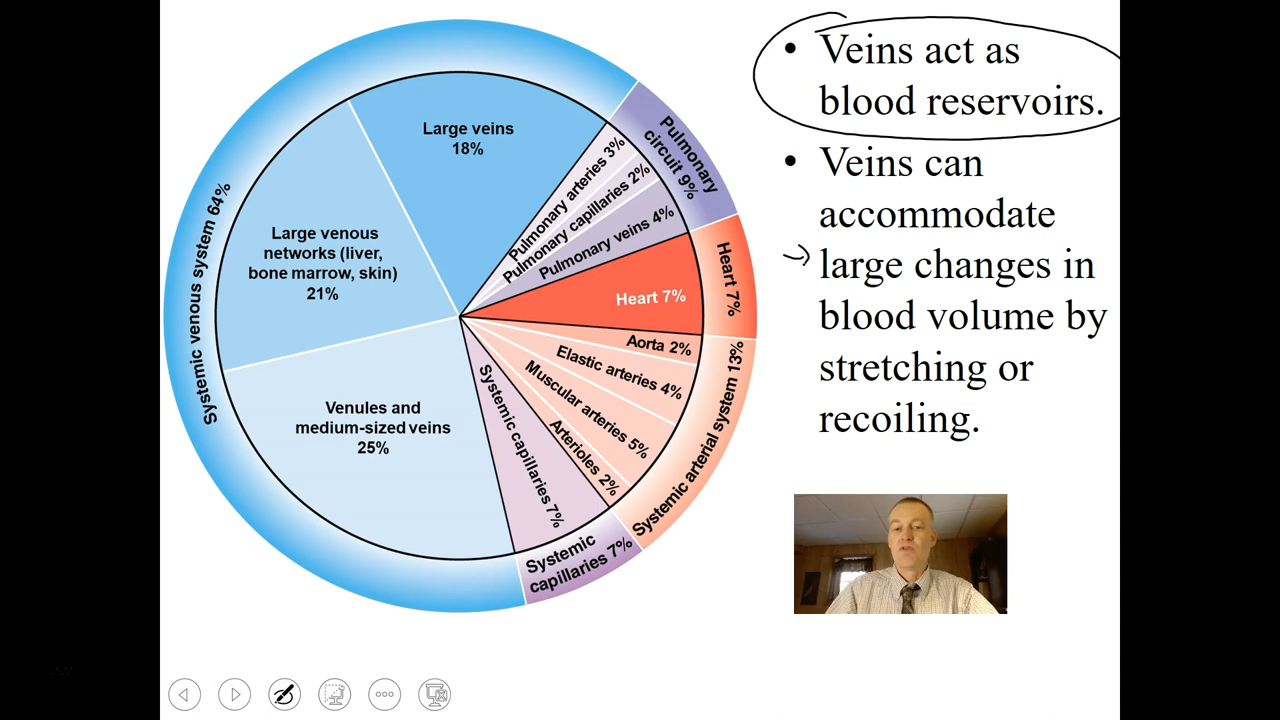 Large veins
18%
Large venous
networks (liver,
bone marrow, skin)
21%
Venules and
medium-sized veins
25%
Systemic venous system 64%
Pulmonary arteries 3%
Pulmonary capillaries 2%
Pulmonary veins 4%
Pulmonary
circuit 9%
Heart 7%
Heart 7%
Aorta 2%
Elastic arteries 4%
Muscular arteries 5%
Arterioles 2%
Systemic arterial system 13%
Systemic capillaries 7%
Systemic
capillaries 7%
• Veins act as
blood reservoirs.
• Veins can
accommodate
large changes in
blood volume by
stretching or
recoiling.